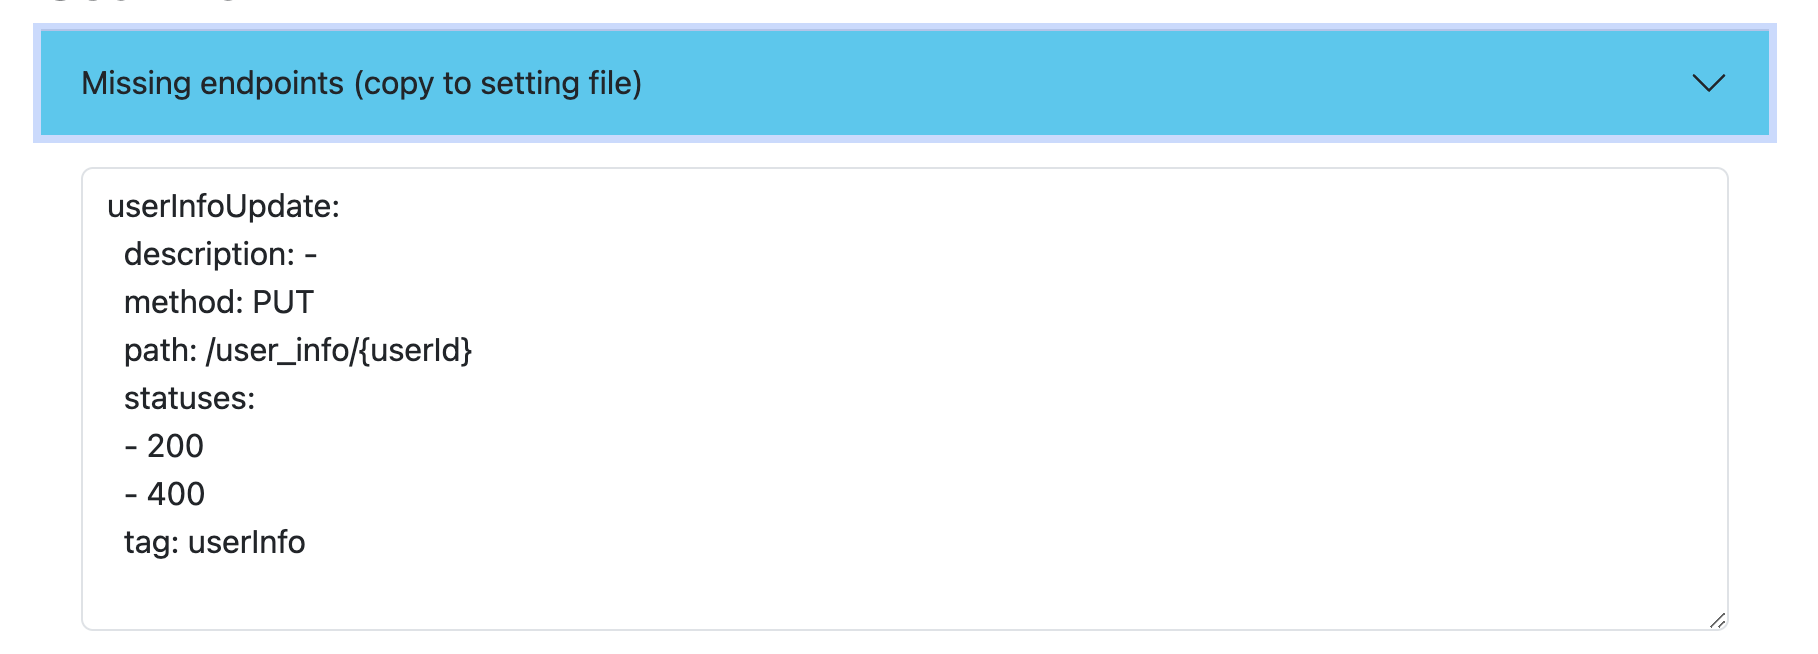 Missing endpoints (copy to setting file)
userInfoUpdate:
  description: -
  method: PUT
  path: /user_info/{userId}
  statuses:
  - 200
  - 400
  tag: userInfo